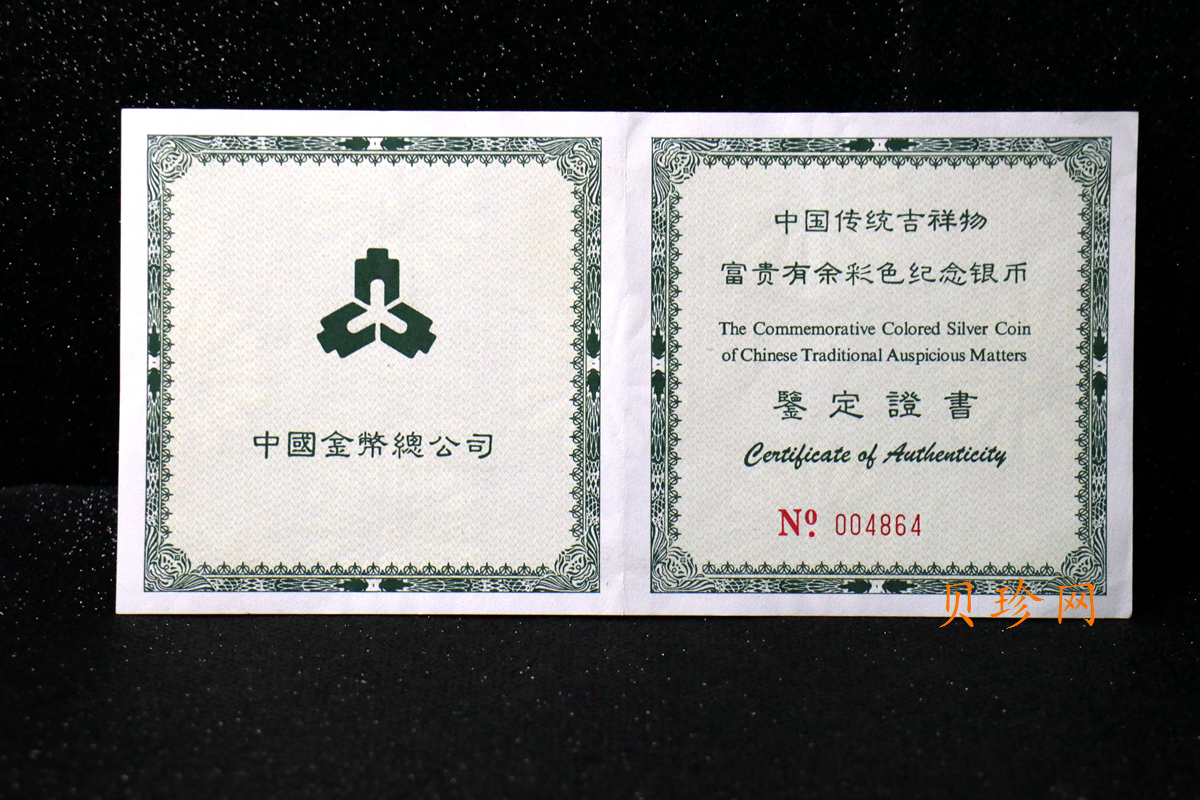 中國金幣總公司
中国传统吉祥物
富贵有余彩色纪念银币
The Commemorative Colored Silver Coin
of Chinese Traditional Auspicious Matters
鑒定證書
Certificate of Authenticity
Nº 004864
贝珍网